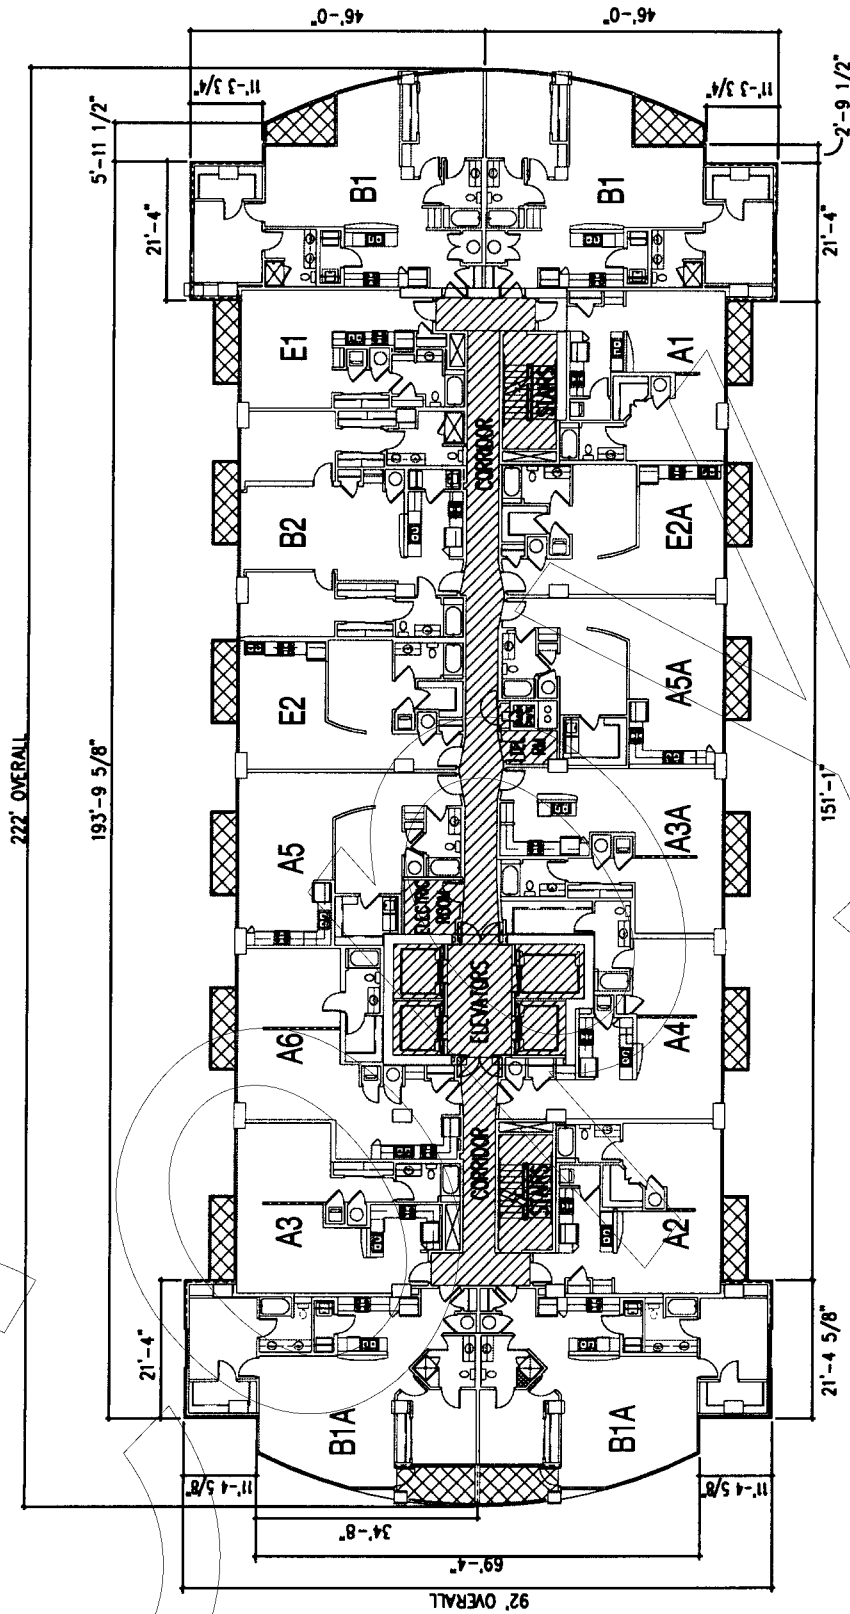 46'-0"
46'-0"
11'-3 3/4"
11'-3 3/4"
5'-11 1/2"
2'-9 1/2"
21'-4"
21'-4"
B1
B1
E1
A1
STAIRS
CORRIDOR
B2
E2A
E2
A5A
TEL
RM
222' OVERALL
193'-9 5/8"
151'-1"
A5
A3A
ELECTRIC
ROOM
ELEVATORS
A6
A4
CORRIDOR
STAIRS
A3
A2
21'-4"
21'-4 5/8"
B1A
B1A
11'-4 5/8"
11'-4 5/8"
34'-8"
69'-4"
92' OVERALL